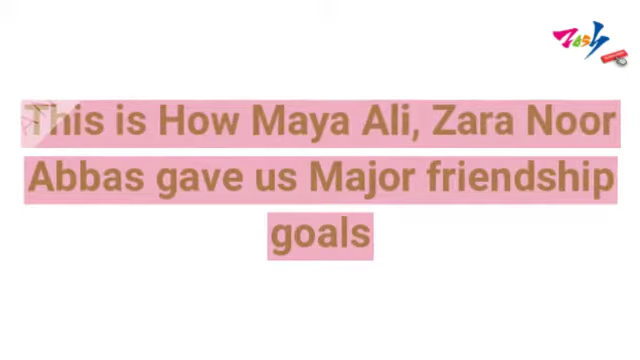 This is How Maya Ali, Zara Noor
Abbas gave us Major friendship
goals